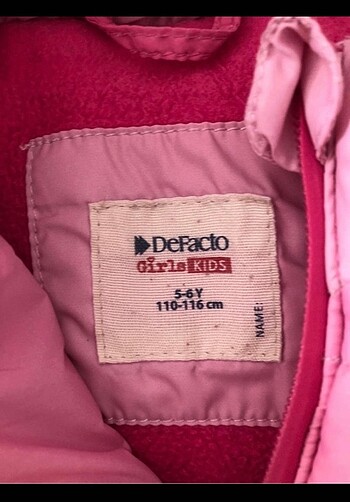 DeFacto
Girls KIDS
5-6 Y
110-116 cm
NAME: